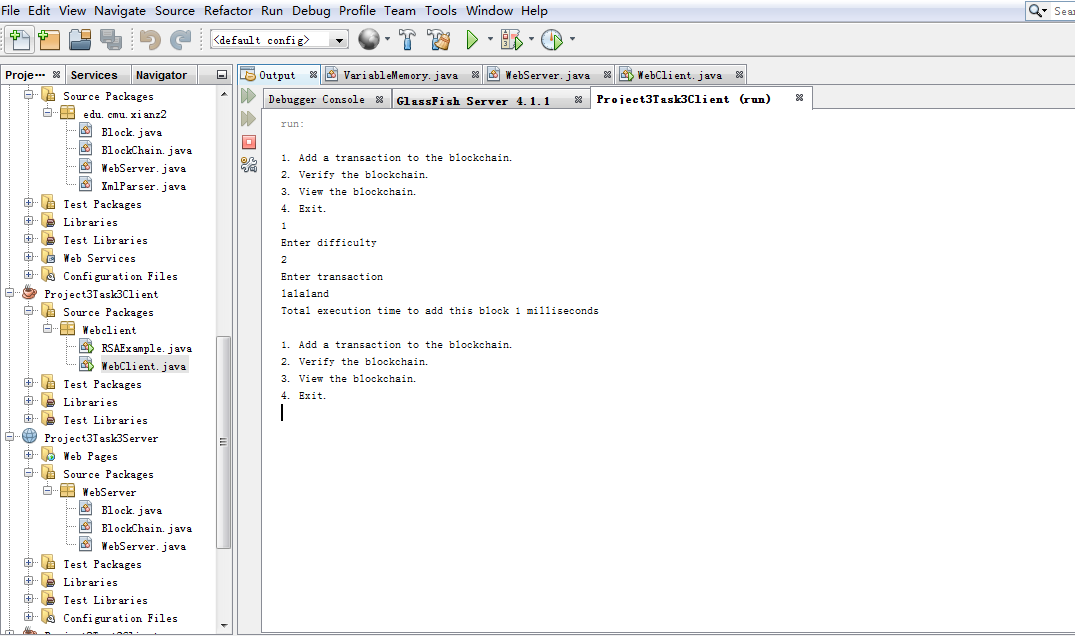 File Edit View Navigate Source Refactor Run Debug Profile Team Tools Window Help
Sear
<default config>
Proje⋯ Services Navigator
Output VariableMemory.java WebServer.java WebClient.java
Debugger Console GlassFish Server 4.1.1 Project3Task3Client (run)
Source Packages
edu.cmu.xianz2
Block.java
BlockChain.java
WebServer.java
XmlParser.java
Test Packages
Libraries
Test Libraries
Web Services
Configuration Files
Project3Task3Client
Source Packages
Webclient
RSAExample.java
WebClient.java
Test Packages
Libraries
Test Libraries
Project3Task3Server
Web Pages
Source Packages
WebServer
Block.java
BlockChain.java
WebServer.java
Test Packages
Libraries
Test Libraries
Configuration Files
run:
1. Add a transaction to the blockchain.
2. Verify the blockchain.
3. View the blockchain.
4. Exit.
1
Enter difficulty
2
Enter transaction
lalaland
Total execution time to add this block 1 milliseconds
1. Add a transaction to the blockchain.
2. Verify the blockchain.
3. View the blockchain.
4. Exit.